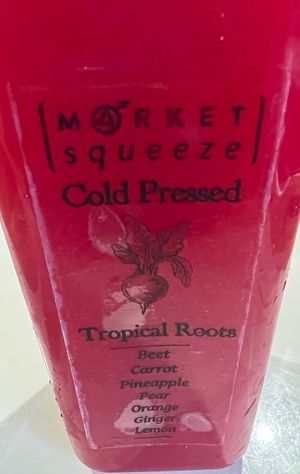 MARKET
squeeze
Cold Pressed
Tropical Roots
Beet
Carrot
Pineapple
Pear
Orange
Ginger
Lemon